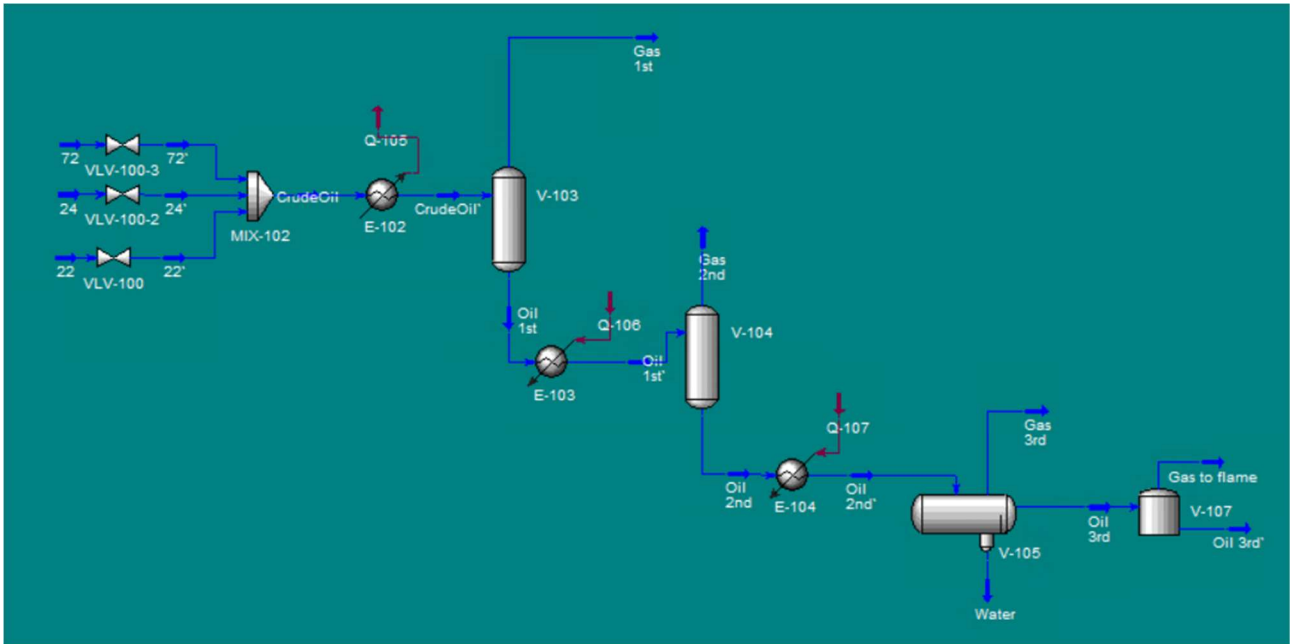 Gas
1st
Q-105
72
VLV-100-3
72'
24
VLV-100-2
24'
22
VLV-100
22'
MIX-102
CrudeOil
E-102
CrudeOil'
V-103
Oil
1st
Q-106
E-103
Oil
1st'
Gas
2nd
V-104
Q-107
Oil
2nd
E-104
Oil
2nd'
Gas
3rd
V-105
Water
Oil
3rd
Gas to flame
V-107
Oil 3rd'